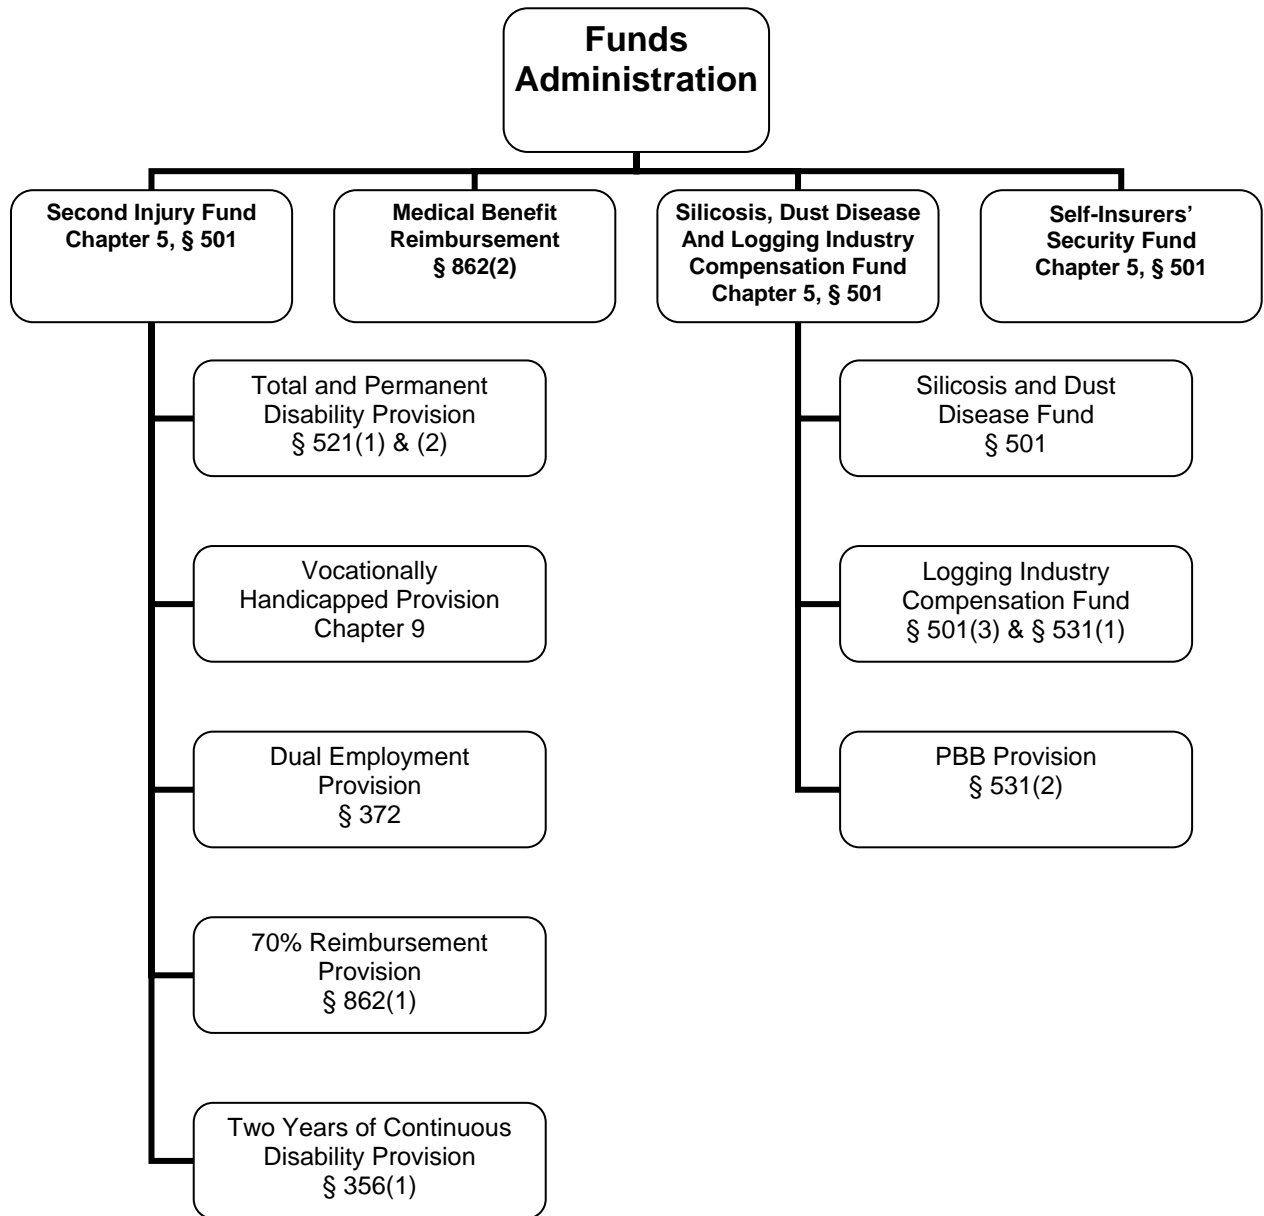 Funds
Administration
Second Injury Fund
Chapter 5, § 501
Medical Benefit
Reimbursement
§ 862(2)
Silicosis, Dust Disease
And Logging Industry
Compensation Fund
Chapter 5, § 501
Self-Insurers’
Security Fund
Chapter 5, § 501
Total and Permanent
Disability Provision
§ 521(1) & (2)
Vocationally
Handicapped Provision
Chapter 9
Dual Employment
Provision
§ 372
70% Reimbursement
Provision
§ 862(1)
Two Years of Continuous
Disability Provision
§ 356(1)
Silicosis and Dust
Disease Fund
§ 501
Logging Industry
Compensation Fund
§ 501(3) & § 531(1)
PBB Provision
§ 531(2)